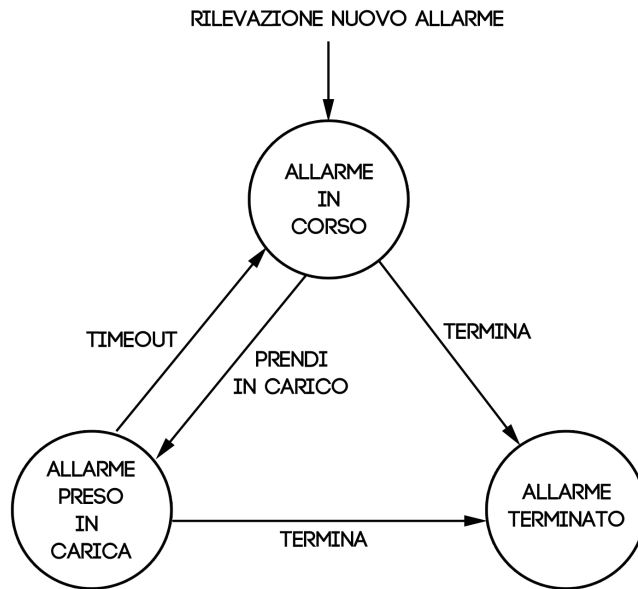 RILEVAZIONE NUOVO ALLARME
ALLARME
IN
CORSO
TIMEOUT
PRENDI
IN CARICO
TERMINA
ALLARME
PRESO
IN
CARICA
TERMINA
ALLARME
TERMINATO